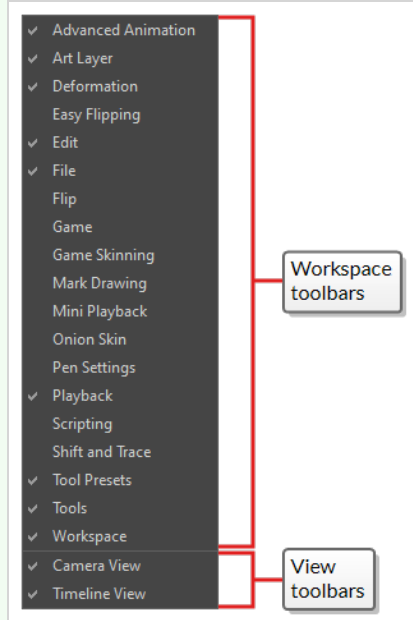 Advanced Animation
Art Layer
Deformation
Easy Flipping
Edit
File
Flip
Game
Game Skinning
Mark Drawing
Mini Playback
Onion Skin
Pen Settings
Playback
Scripting
Shift and Trace
Tool Presets
Tools
Workspace
Camera View
Timeline View
Workspace
toolbars
View
toolbars